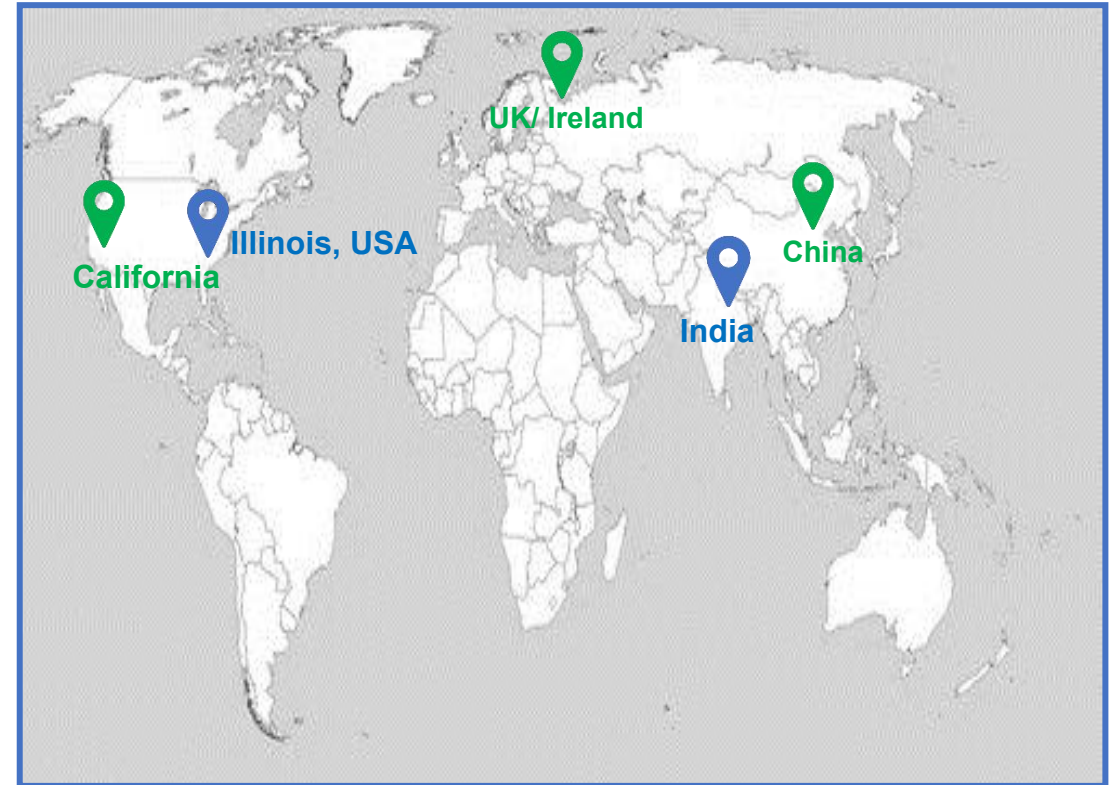 UK/ Ireland
Illinois, USA
China
California
India